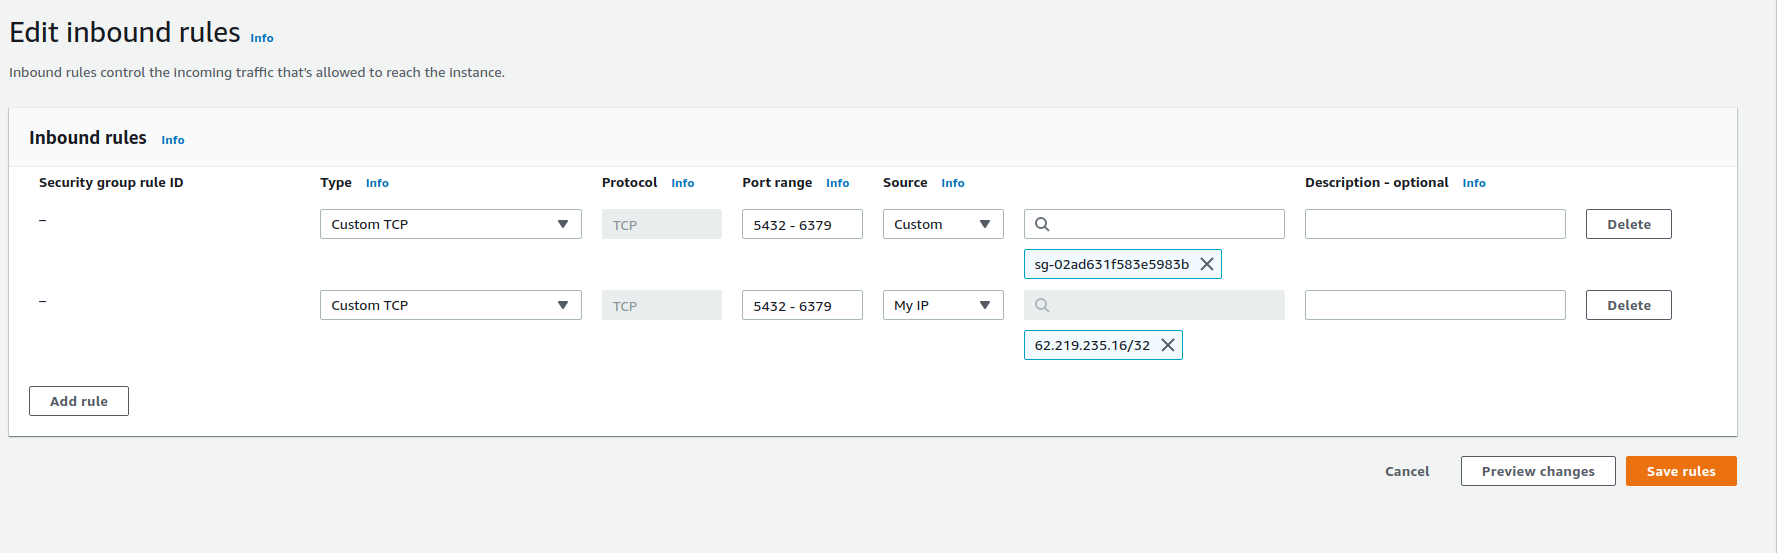 Edit inbound rules Info
Inbound rules control the incoming traffic that's allowed to reach the instance.
Inbound rules Info
Security group rule ID Type Info Protocol Info Port range Info Source Info Description - optional Info
– Custom TCP TCP 5432 - 6379 Custom Delete
sg-02ad631f583e5983b
– Custom TCP TCP 5432 - 6379 My IP Delete
62.219.235.16/32
Add rule
Cancel Preview changes Save rules